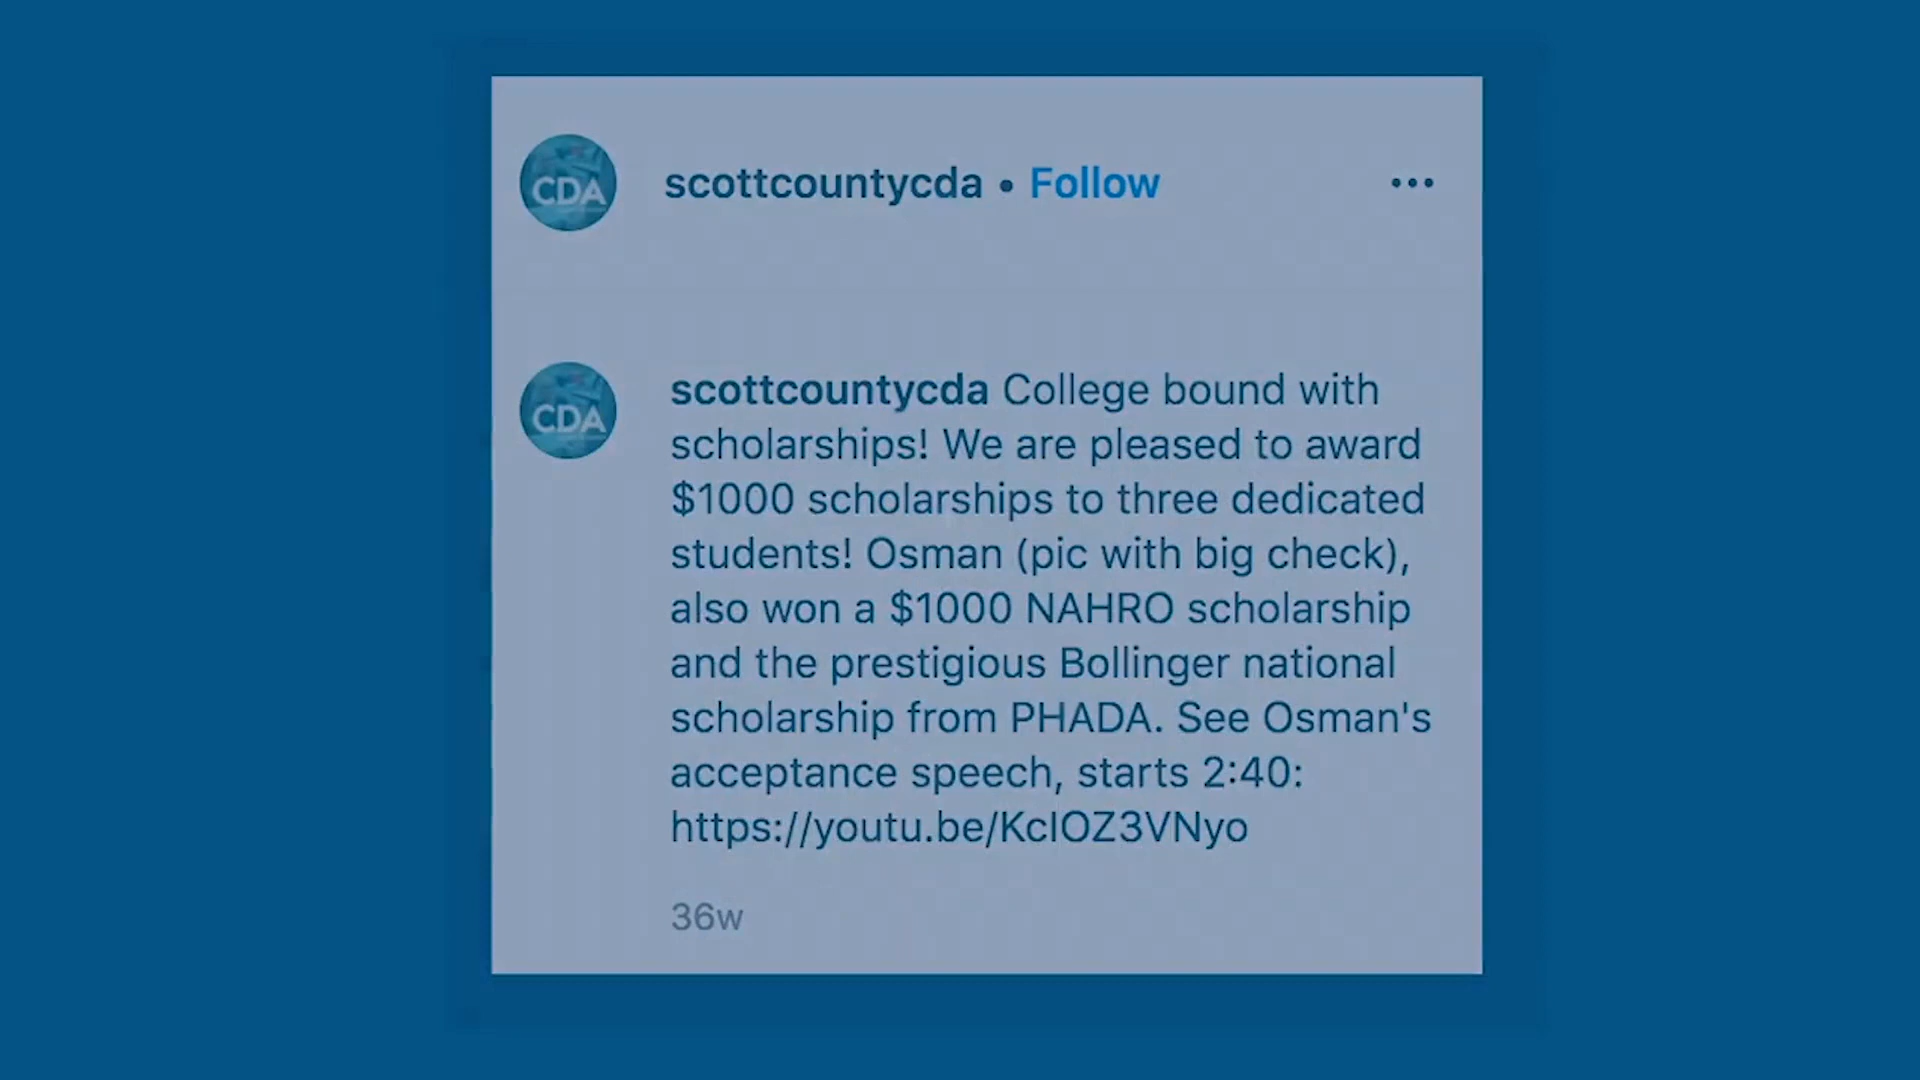 CDA
scottcountycda • Follow
CDA
scottcountycda College bound with
scholarships! We are pleased to award
$1000 scholarships to three dedicated
students! Osman (pic with big check),
also won a $1000 NAHRO scholarship
and the prestigious Bollinger national
scholarship from PHADA. See Osman's
acceptance speech, starts 2:40:
https://youtu.be/KcIOZ3VNyo
36w